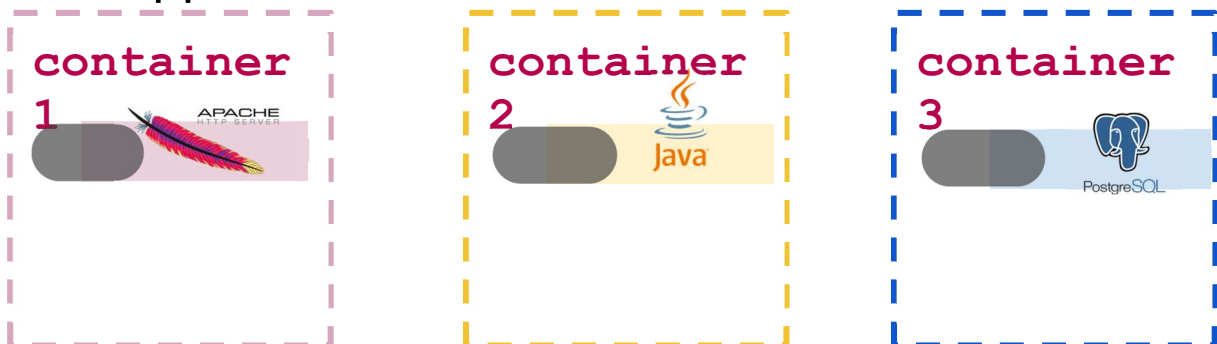 container
1
APACHE
HTTP SERVER
container
2
Java
container
3
PostgreSQL